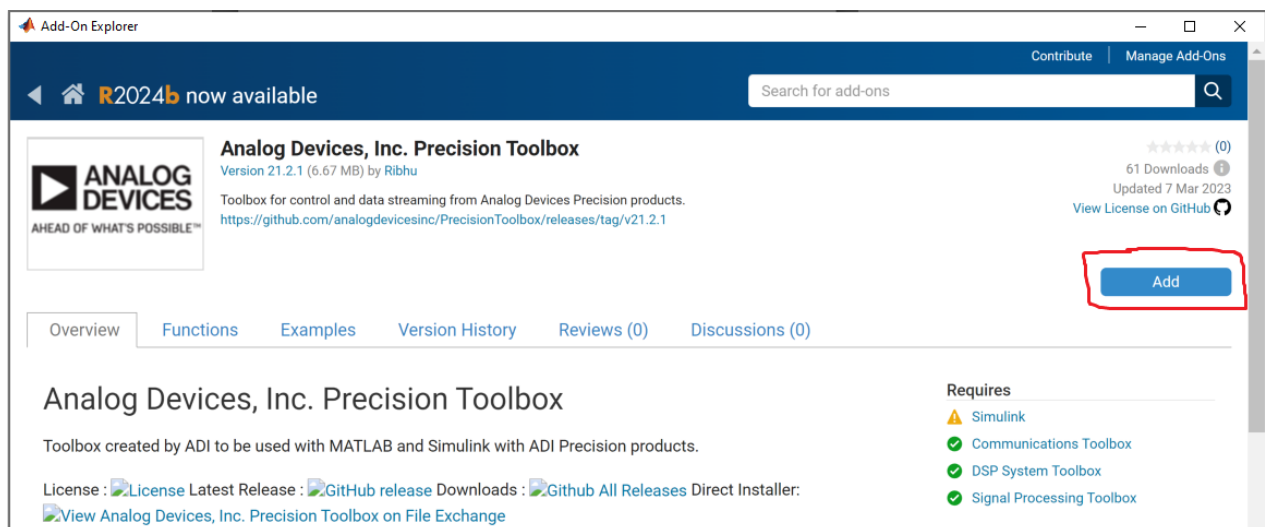 Add-On Explorer
Contribute Manage Add-Ons
R2024b now available
Search for add-ons
ANALOG
DEVICES
AHEAD OF WHAT'S POSSIBLE™
Analog Devices, Inc. Precision Toolbox
Version 21.2.1 (6.67 MB) by Ribhu
Toolbox for control and data streaming from Analog Devices Precision products.
https://github.com/analogdevicesinc/PrecisionToolbox/releases/tag/v21.2.1
(0)
61 Downloads
Updated 7 Mar 2023
View License on GitHub
Add
Overview Functions Examples Version History Reviews (0) Discussions (0)
Analog Devices, Inc. Precision Toolbox
Toolbox created by ADI to be used with MATLAB and Simulink with ADI Precision products.
License : License Latest Release : GitHub release Downloads : Github All Releases Direct Installer:
View Analog Devices, Inc. Precision Toolbox on File Exchange
Requires
Simulink
Communications Toolbox
DSP System Toolbox
Signal Processing Toolbox